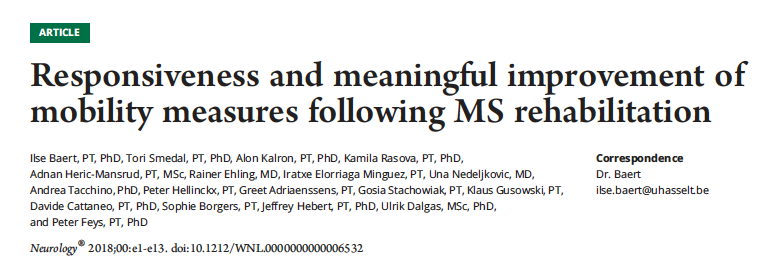 ARTICLE
Responsiveness and meaningful improvement of
mobility measures following MS rehabilitation
Ilse Baert, PT, PhD, Tori Smedal, PT, PhD, Alon Kalron, PT, PhD, Kamila Rasova, PT, PhD,
Adnan Heric-Mansrud, PT, MSc, Rainer Ehling, MD, Iratxe Elorriaga Minguez, PT, Una Nedeljkovic, MD,
Andrea Tacchino, PhD, Peter Hellinckx, PT, Greet Adriaenssens, PT, Gosia Stachowiak, PT, Klaus Gusowski, PT,
Davide Cattaneo, PT, PhD, Sophie Borgers, PT, Jeffrey Hebert, PT, PhD, Ulrik Dalgas, MSc, PhD,
and Peter Feys, PT, PhD
Correspondence
Dr. Baert
ilse.baert@uhasselt.be
Neurology® 2018;00:e1-e13. doi:10.1212/WNL.0000000000006532